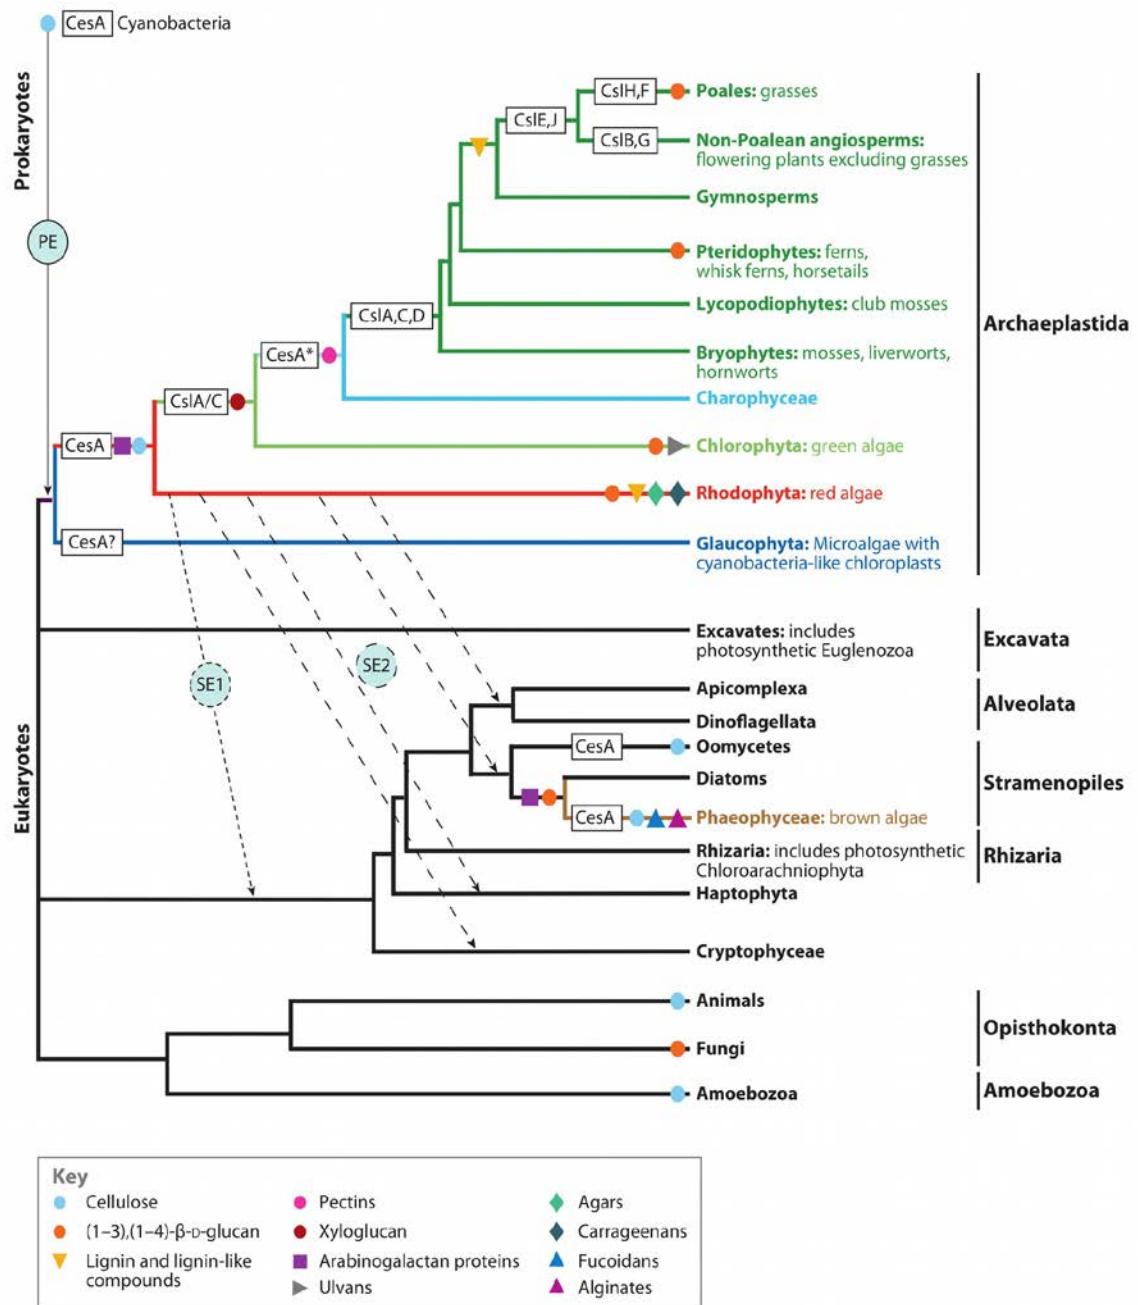 CesA Cyanobacteria
Prokaryotes
PE
CslH,F
Poales: grasses
CslE,J
CslB,G
Non-Poalean angiosperms:
flowering plants excluding grasses
Gymnosperms
Pteridophytes: ferns,
whisk ferns, horsetails
CslA,C,D
Lycopodiophytes: club mosses
Archaeplastida
CesA*
Bryophytes: mosses, liverworts,
hornworts
CslA/C
Charophyceae
CesA
Chlorophyta: green algae
Rhodophyta: red algae
CesA?
Glaucophyta: Microalgae with
cyanobacteria-like chloroplasts
Excavates: includes
photosynthetic Euglenozoa
Excavata
SE1
SE2
Eukaryotes
Apicomplexa
Dinoflagellata
Alveolata
CesA
Oomycetes
Diatoms
Stramenopiles
CesA
Phaeophyceae: brown algae
Rhizaria: includes photosynthetic
Chloroarachniophyta
Rhizaria
Haptophyta
Cryptophyceae
Animals
Opisthokonta
Fungi
Amoebozoa
Amoebozoa
Key
Cellulose
(1–3),(1–4)-β-D-glucan
Lignin and lignin-like
compounds
Pectins
Xyloglucan
Arabinogalactan proteins
Ulvans
Agars
Carrageenans
Fucoidans
Alginates